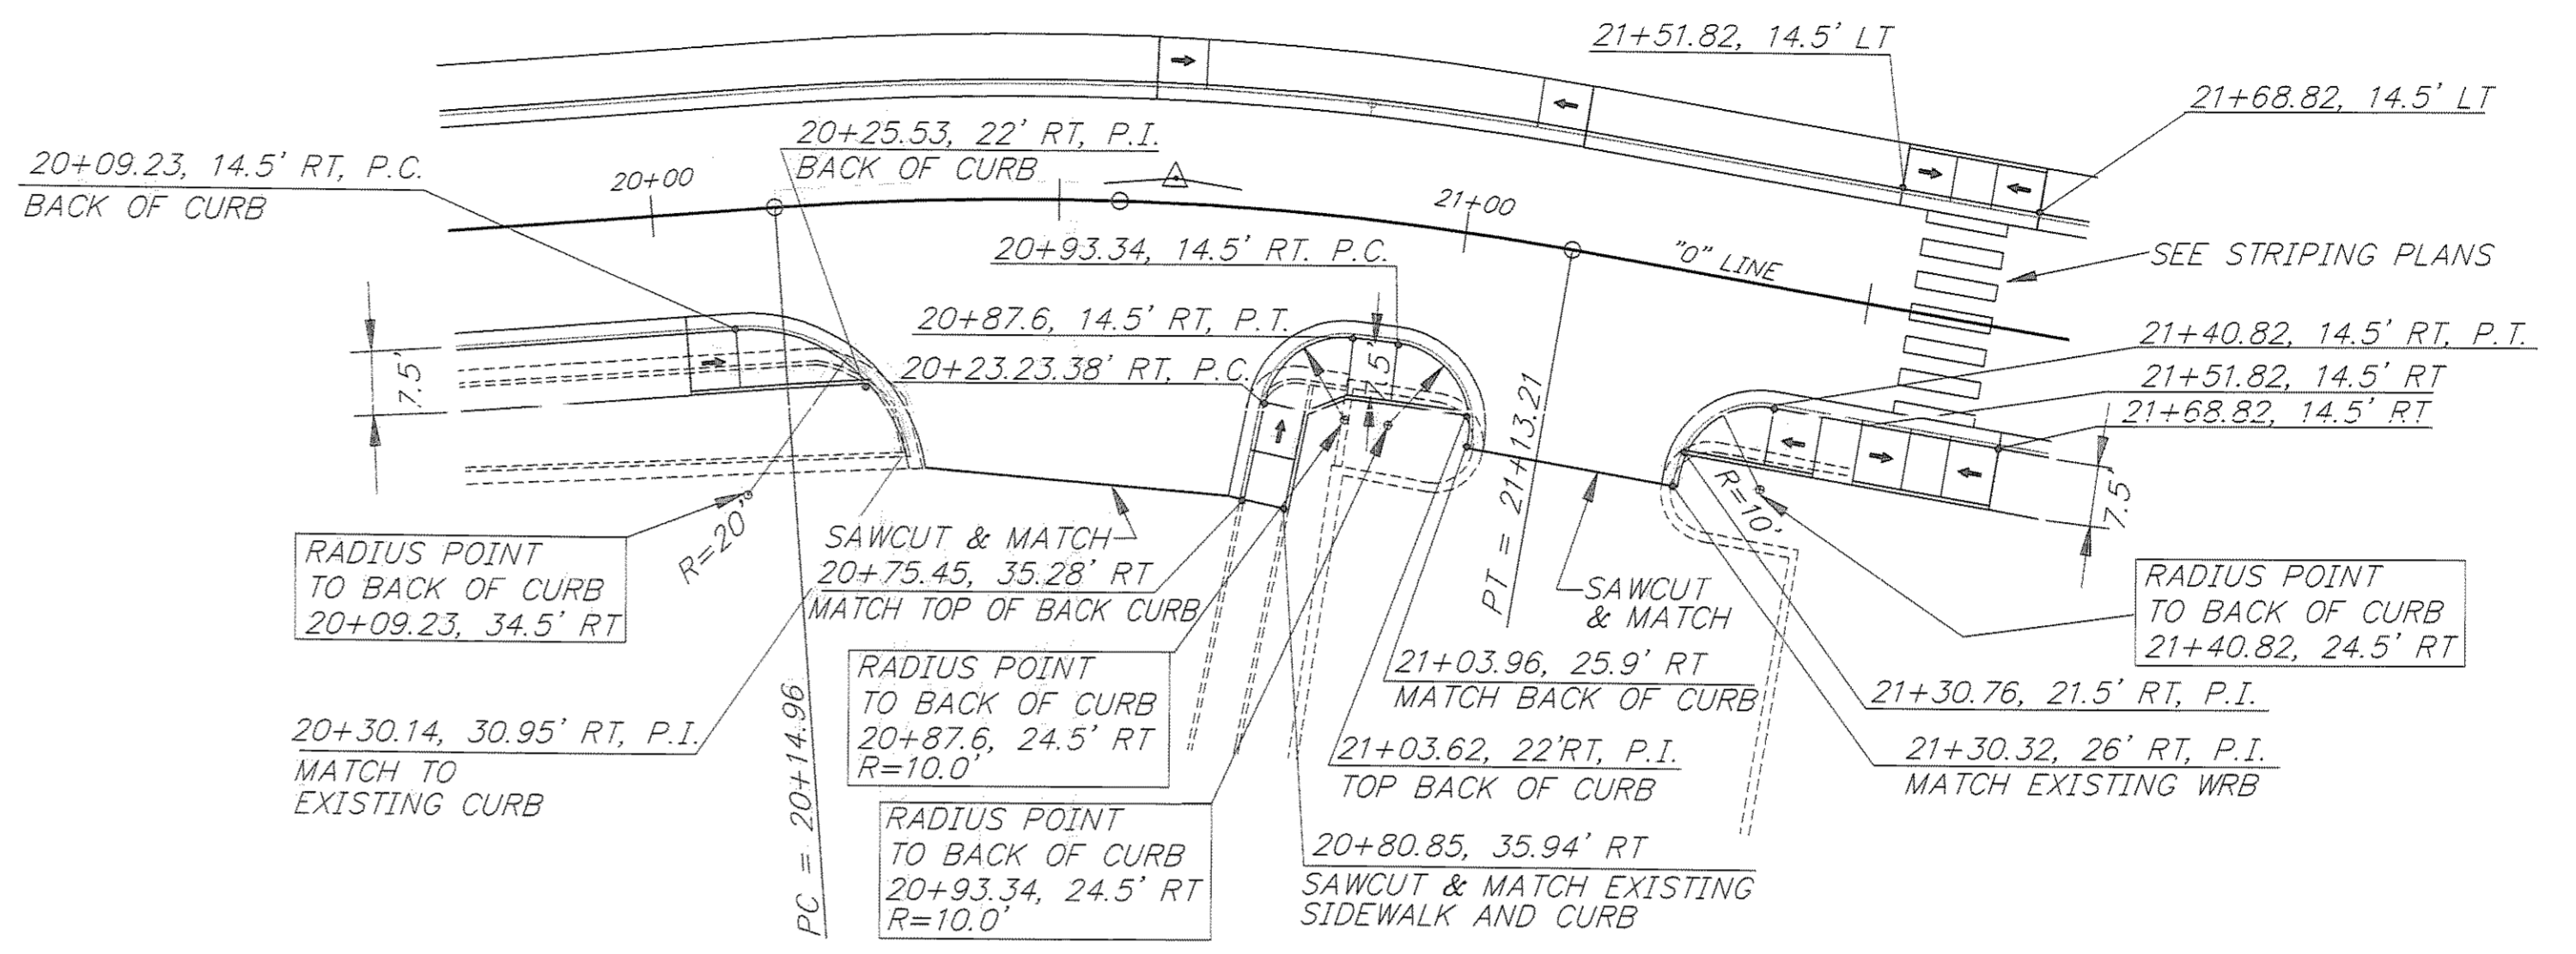 21+51.82, 14.5' LT
21+68.82, 14.5' LT
20+25.53, 22' RT, P.I.
BACK OF CURB
20+09.23, 14.5' RT, P.C.
BACK OF CURB
20+00
21+00
"O" LINE
20+93.34, 14.5' RT. P.C.
SEE STRIPING PLANS
20+87.6, 14.5' RT, P.T.
20+23.23.38' RT, P.C.
21+40.82, 14.5' RT, P.T.
21+51.82, 14.5' RT
21+68.82, 14.5' RT
7.5'
7.5'
7.5'
R=20'
R=10'
PC = 20+14.96
PT = 21+13.21
RADIUS POINT
TO BACK OF CURB
20+09.23, 34.5' RT
SAWCUT & MATCH
20+75.45, 35.28' RT
MATCH TOP OF BACK CURB
SAWCUT
& MATCH
RADIUS POINT
TO BACK OF CURB
21+40.82, 24.5' RT
20+30.14, 30.95' RT, P.I.
MATCH TO
EXISTING CURB
RADIUS POINT
TO BACK OF CURB
20+87.6, 24.5' RT
R=10.0'
21+03.96, 25.9' RT
MATCH BACK OF CURB
21+30.76, 21.5' RT, P.I.
21+03.62, 22'RT, P.I.
TOP BACK OF CURB
21+30.32, 26' RT, P.I.
MATCH EXISTING WRB
RADIUS POINT
TO BACK OF CURB
20+93.34, 24.5' RT
R=10.0'
20+80.85, 35.94' RT
SAWCUT & MATCH EXISTING
SIDEWALK AND CURB